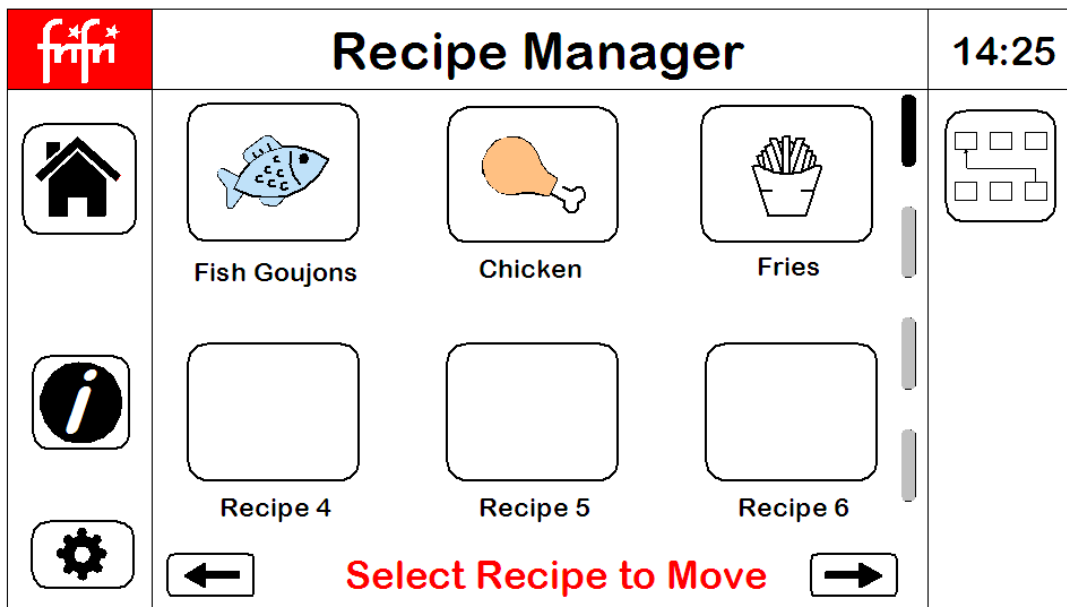 frifri
Recipe Manager
14:25
Fish Goujons
Chicken
Fries
Recipe 4
Recipe 5
Recipe 6
Select Recipe to Move